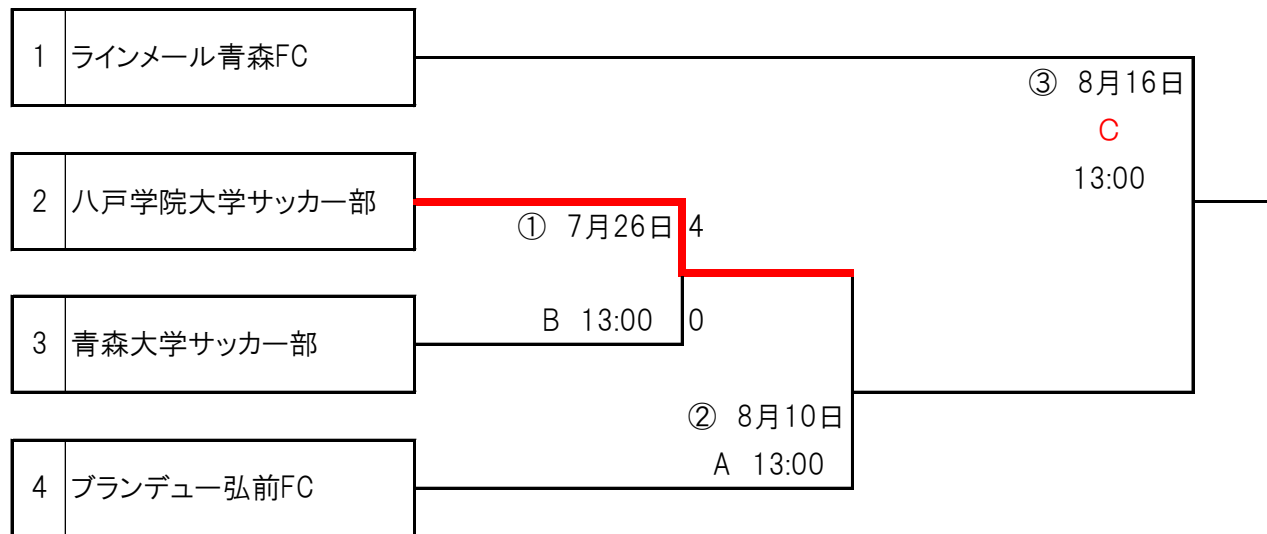 1 ラインメール青森FC
③ 8月16日
C
13:00
2 八戸学院大学サッカー部
① 7月26日 4
B 13:00 0
3 青森大学サッカー部
② 8月10日
A 13:00
4 ブランデュー弘前FC